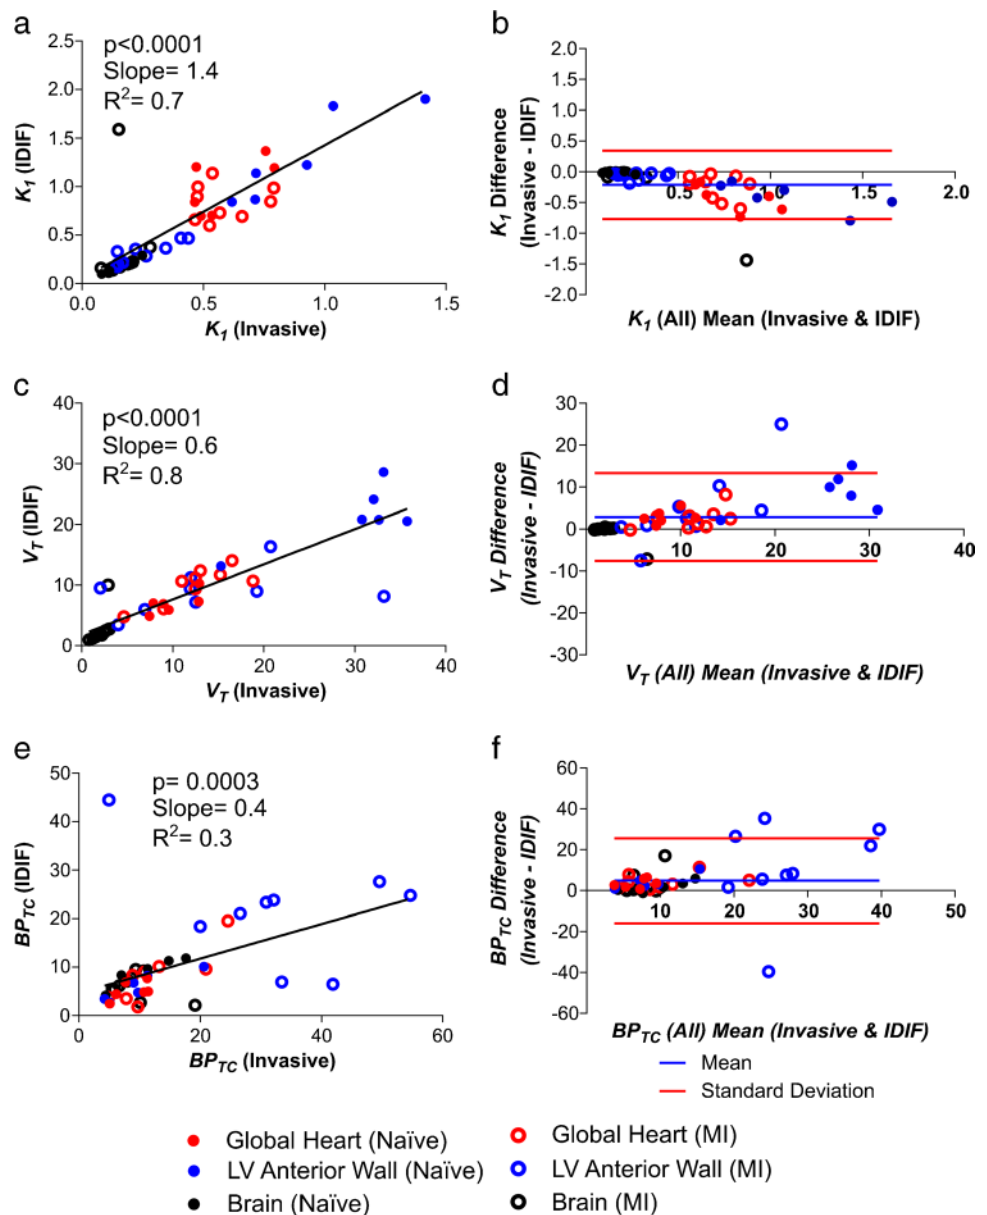 a
2.5
2.0
1.5
1.0
0.5
0.0
K1 (IDIF)
p<0.0001
Slope= 1.4
R2= 0.7
0.0 0.5 1.0 1.5
K1 (Invasive)
b
2.0
1.5
1.0
0.5
0.0
-0.5
-1.0
-1.5
-2.0
K1 Difference
(Invasive - IDIF)
0.5 1.0 1.5 2.0
K1 (All) Mean (Invasive & IDIF)
c
40
30
20
10
0
VT (IDIF)
p<0.0001
Slope= 0.6
R2= 0.8
0 10 20 30 40
VT (Invasive)
d
30
20
10
0
-10
-20
-30
VT Difference
(Invasive - IDIF)
10 20 30 40
VT (All) Mean (Invasive & IDIF)
e
50
40
30
20
10
0
BPTC (IDIF)
p= 0.0003
Slope= 0.4
R2= 0.3
0 20 40 60
BPTC (Invasive)
f
60
40
20
0
-20
-40
-60
BPTC Difference
(Invasive - IDIF)
10 20 30 40 50
BPTC (All) Mean (Invasive & IDIF)
Mean
Standard Deviation
Global Heart (Naïve)
Global Heart (MI)
LV Anterior Wall (Naïve)
LV Anterior Wall (MI)
Brain (Naïve)
Brain (MI)